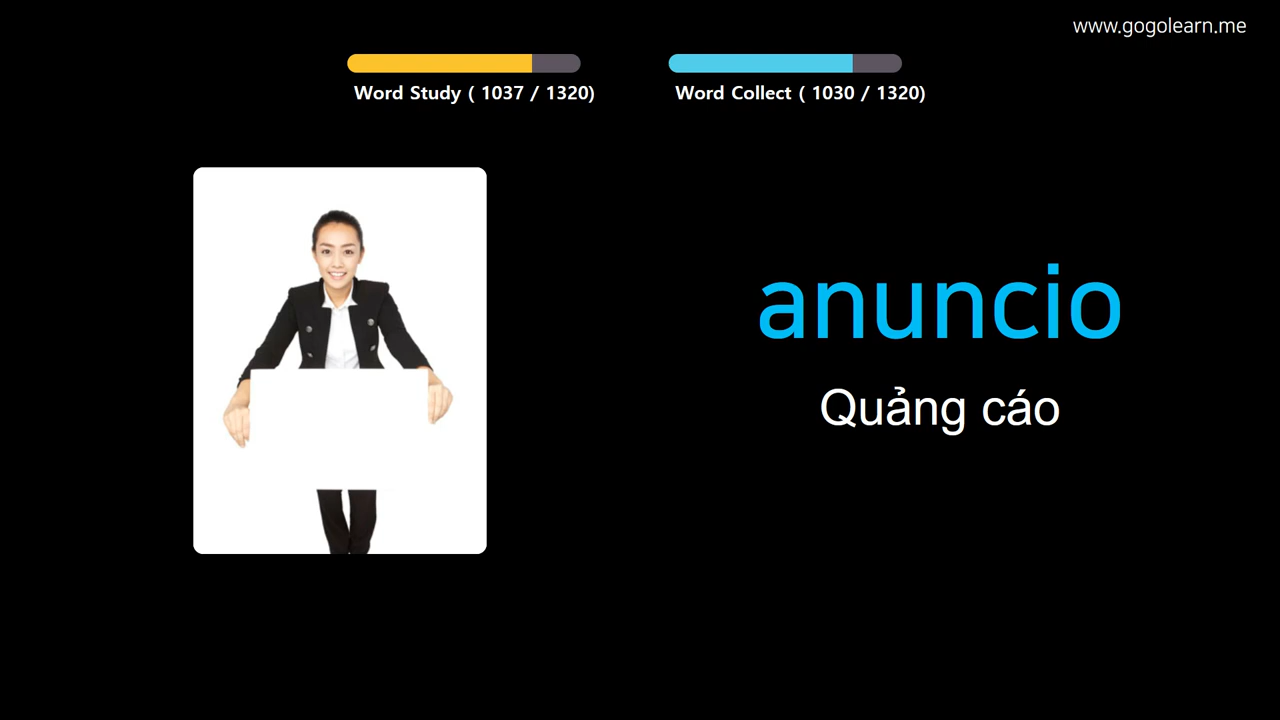 www.gogolearn.me
Word Study ( 1037 / 1320)
Word Collect ( 1030 / 1320)
anuncio
Quảng cáo